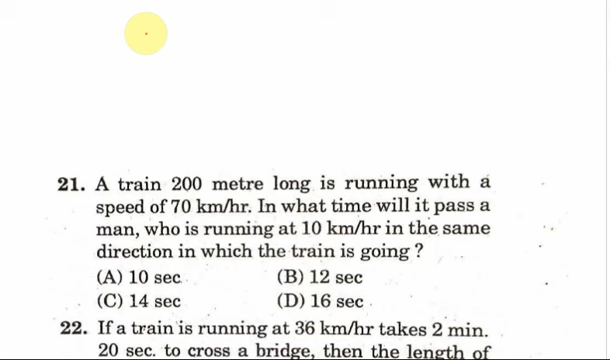 21. A train 200 metre long is running with a
speed of 70 km/hr. In what time will it pass a
man, who is running at 10 km/hr in the same
direction in which the train is going ?
(A) 10 sec (B) 12 sec
(C) 14 sec (D) 16 sec
22. If a train is running at 36 km/hr takes 2 min.
20 sec. to cross a bridge, then the length of